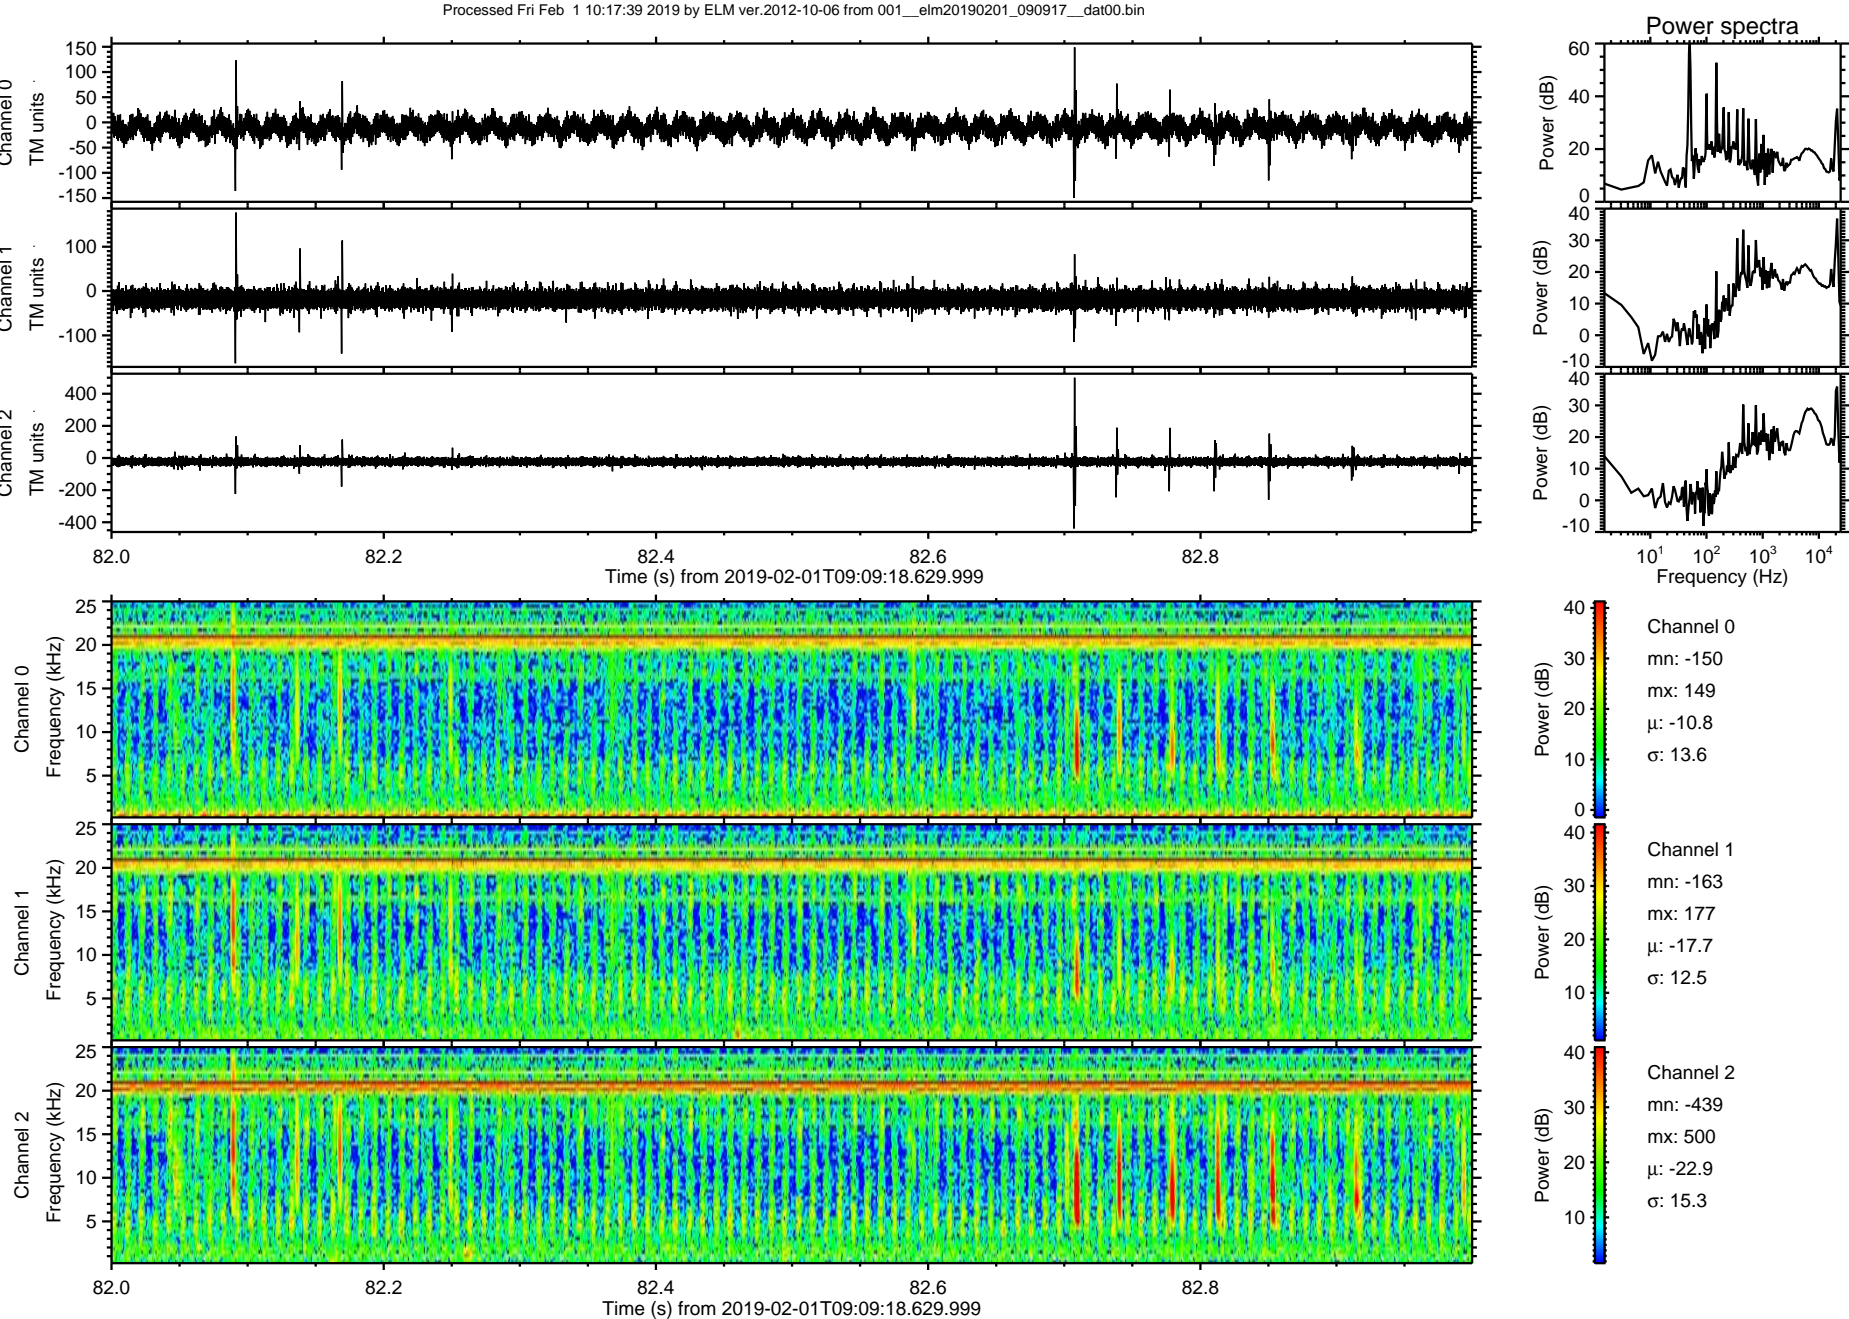 Processed Fri Feb  1 10:17:39 2019 by ELM ver.2012-10-06 from 001__elm20190201_090917__dat00.bin
Power spectra
Channel 0
TM units
150
100
50
0
-50
-100
-150
Power (dB)
60
40
20
0
Channel 1
TM units
100
0
-100
Power (dB)
40
30
20
10
0
-10
Channel 2
TM units
400
200
0
-200
-400
Power (dB)
40
30
20
10
0
-10
82.0 82.2 82.4 82.6 82.8
Time (s) from 2019-02-01T09:09:18.629.999
10^1 10^2 10^3 10^4
Frequency (Hz)
Channel 0
Frequency (kHz)
25
20
15
10
5
Power (dB)
40
30
20
10
0
Channel 0
mn: -150
mx: 149
μ: -10.8
σ: 13.6
Channel 1
Frequency (kHz)
25
20
15
10
5
Power (dB)
40
30
20
10
Channel 1
mn: -163
mx: 177
μ: -17.7
σ: 12.5
Channel 2
Frequency (kHz)
25
20
15
10
5
Power (dB)
40
30
20
10
Channel 2
mn: -439
mx: 500
μ: -22.9
σ: 15.3
82.0 82.2 82.4 82.6 82.8
Time (s) from 2019-02-01T09:09:18.629.999